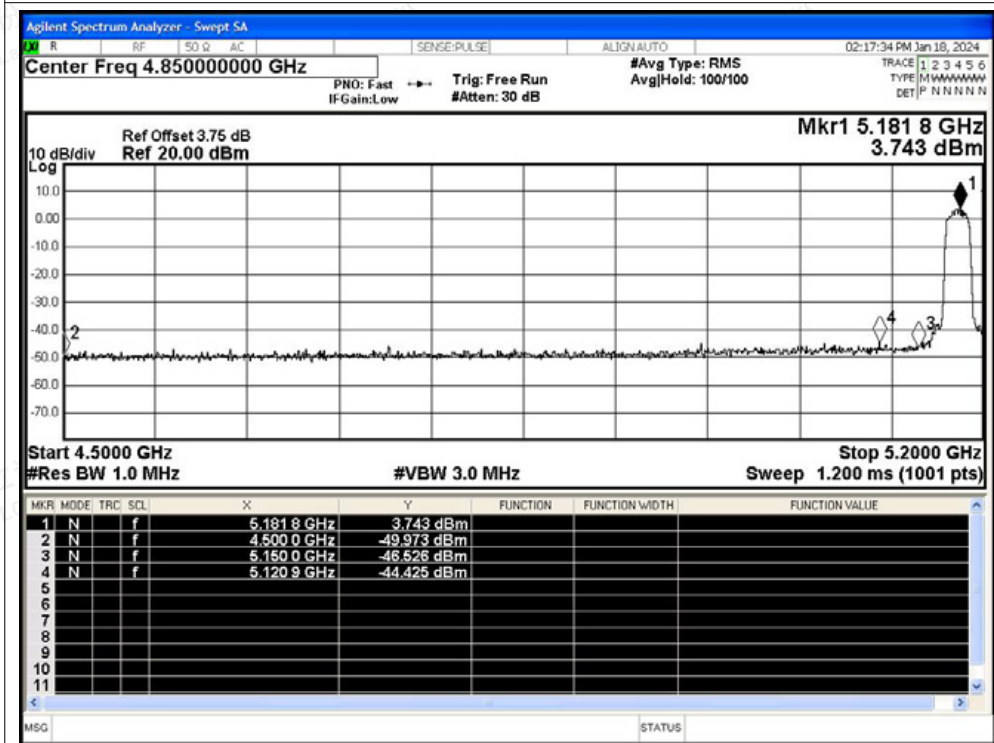 Agilent Spectrum Analyzer - Swept SA
LXI R RF 50 Ω AC SENSE:PULSE ALIGN AUTO 02:17:34 PM Jan 18, 2024
Center Freq 4.850000000 GHz #Avg Type: RMS TRACE 1 2 3 4 5 6
PNO: Fast Trig: Free Run Avg|Hold: 100/100 TYPE M W W W W W
IFGain:Low #Atten: 30 dB DET P N N N N N
Mkr1 5.181 8 GHz
Ref Offset 3.75 dB
10 dB/div Ref 20.00 dBm 3.743 dBm
Log
10.0
1
0.00
-10.0
-20.0
-30.0
-40.0 2 4 3
-50.0
-60.0
-70.0
Start 4.5000 GHz Stop 5.2000 GHz
#Res BW 1.0 MHz #VBW 3.0 MHz Sweep 1.200 ms (1001 pts)
MKR MODE TRC SCL X Y FUNCTION FUNCTION WIDTH FUNCTION VALUE
1 N f 5.181 8 GHz 3.743 dBm
2 N f 4.500 0 GHz -49.973 dBm
3 N f 5.150 0 GHz -46.526 dBm
4 N f 5.120 9 GHz -44.425 dBm
5
6
7
8
9
10
11
MSG STATUS